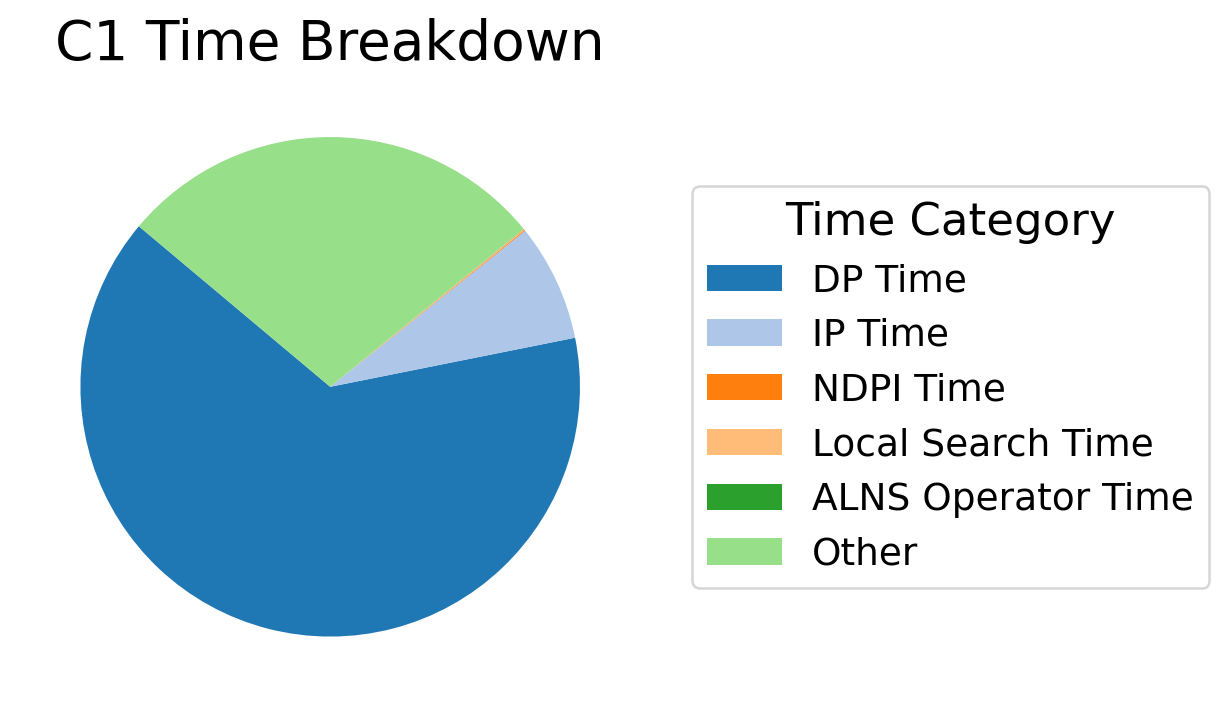 C1 Time Breakdown
Time Category
DP Time
IP Time
NDPI Time
Local Search Time
ALNS Operator Time
Other